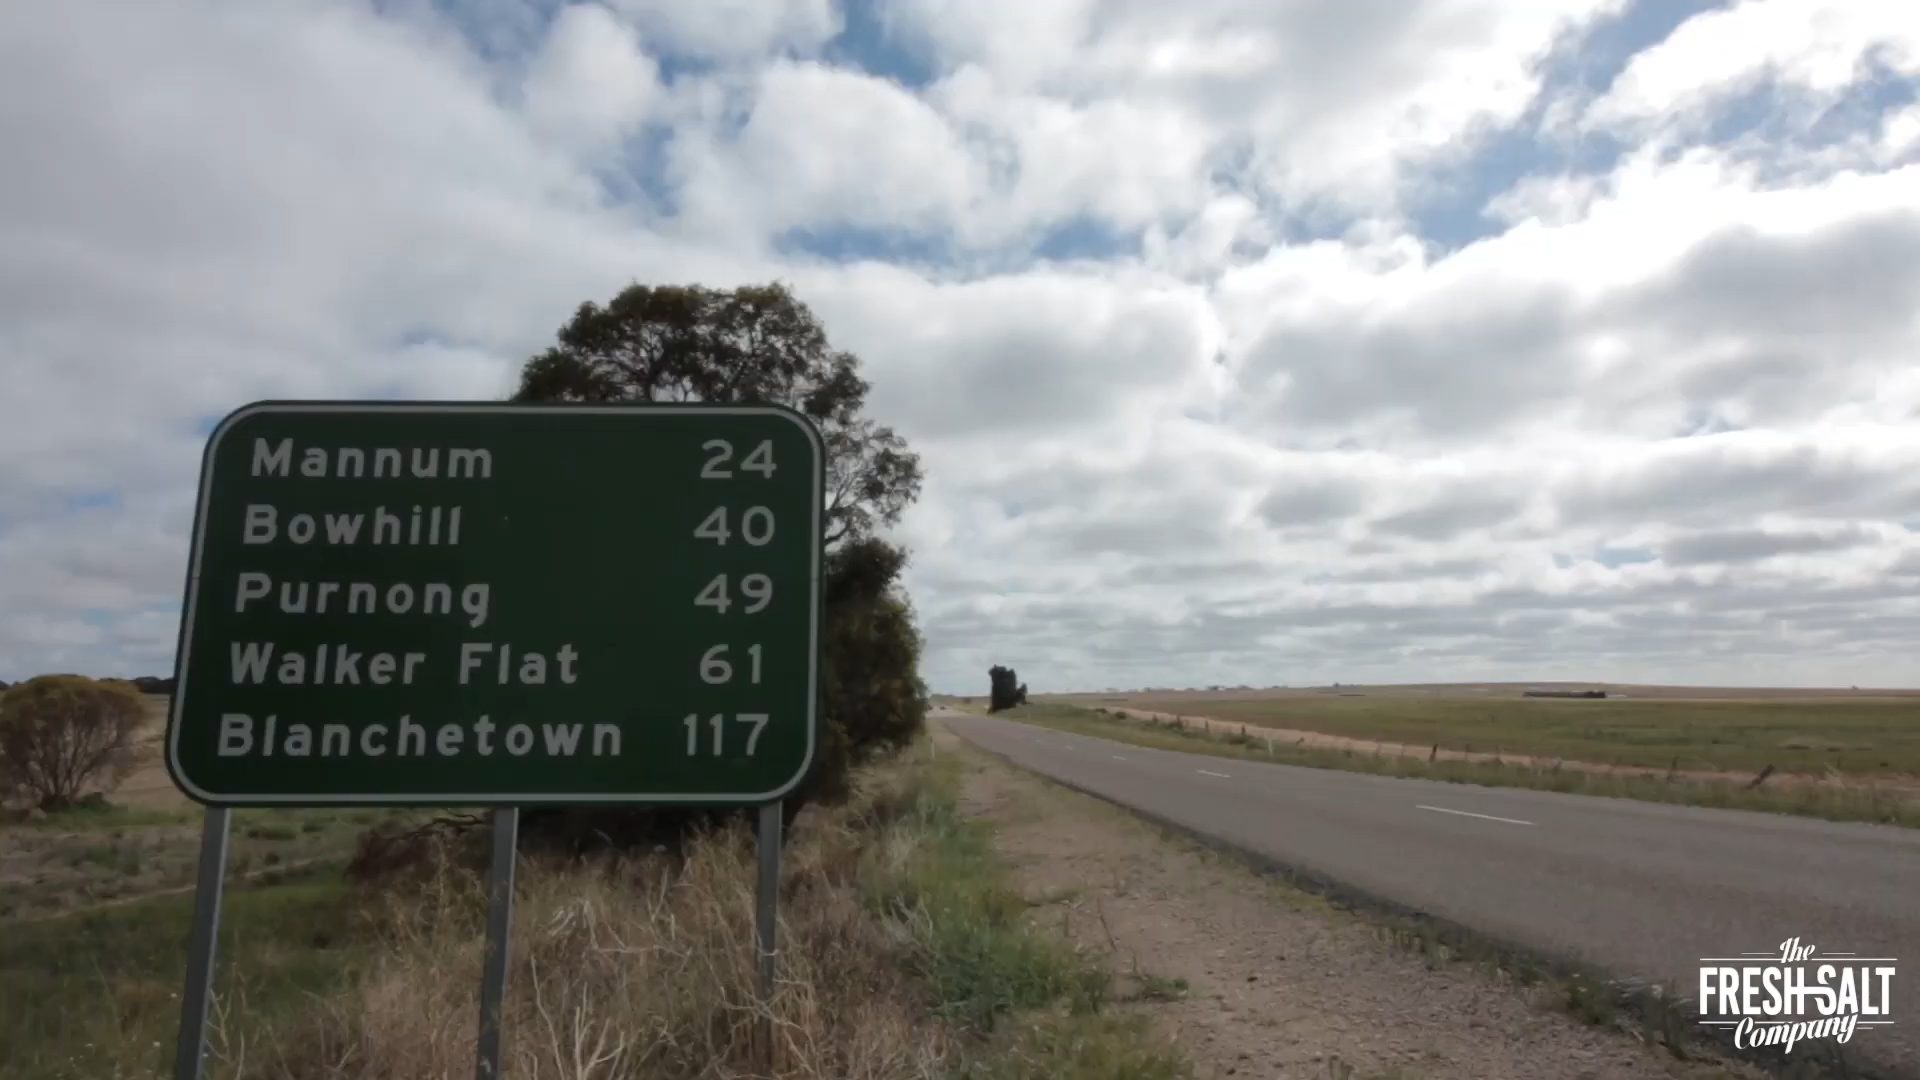 Mannum 24
Bowhill 40
Purnong 49
Walker Flat 61
Blanchetown 117
The
FRESH SALT
Company